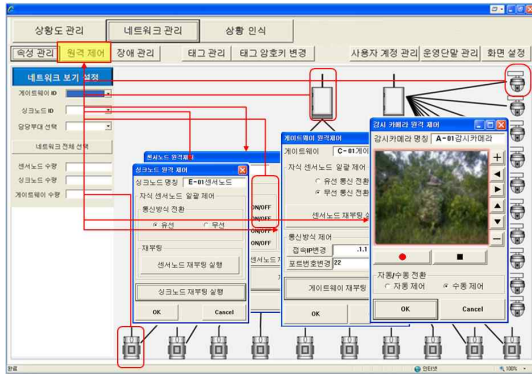 상황도 관리
네트워크 관리
상황 인식
속성 관리
원격 제어
장애 관리
태그 관리
태그 암호키 변경
사용자 계정 관리
운영단말 관리
화면 설정
네트워크 보기 설정
게이트웨이 ID
싱크노드 ID
담당부대 선택
네트워크 전체 선택
센서노드 수량
싱크노드 수량
게이트웨이 수량
센서노드 원격제어
ON/OFF
ON/OFF
ON/OFF
ON/OFF
싱크노드 원격 제어
싱크노드 명칭
E-01센서노드
자식 센서노드 일괄 제어
통신방식 전환
유선
무선
재부팅
센서노드 재부팅 실행
싱크노드 재부팅 실행
OK
Cancel
게이트웨이 원격제어
게이트웨이
C-01게이
자식 센서노드 일괄 제어
유선 통신 전환
무선 통신 전환
센서노드 재부팅 실
통신방식 제어
접속IP변경
.1.1
포트번호변경
22
게이트웨이 재부팅
OK
감시 카메라 원격 제어
감시카메라 명칭
A-01감시카메라
자동/수동 전환
자동 제어
수동 제어
OK
Cancel
완료
인터넷
100%